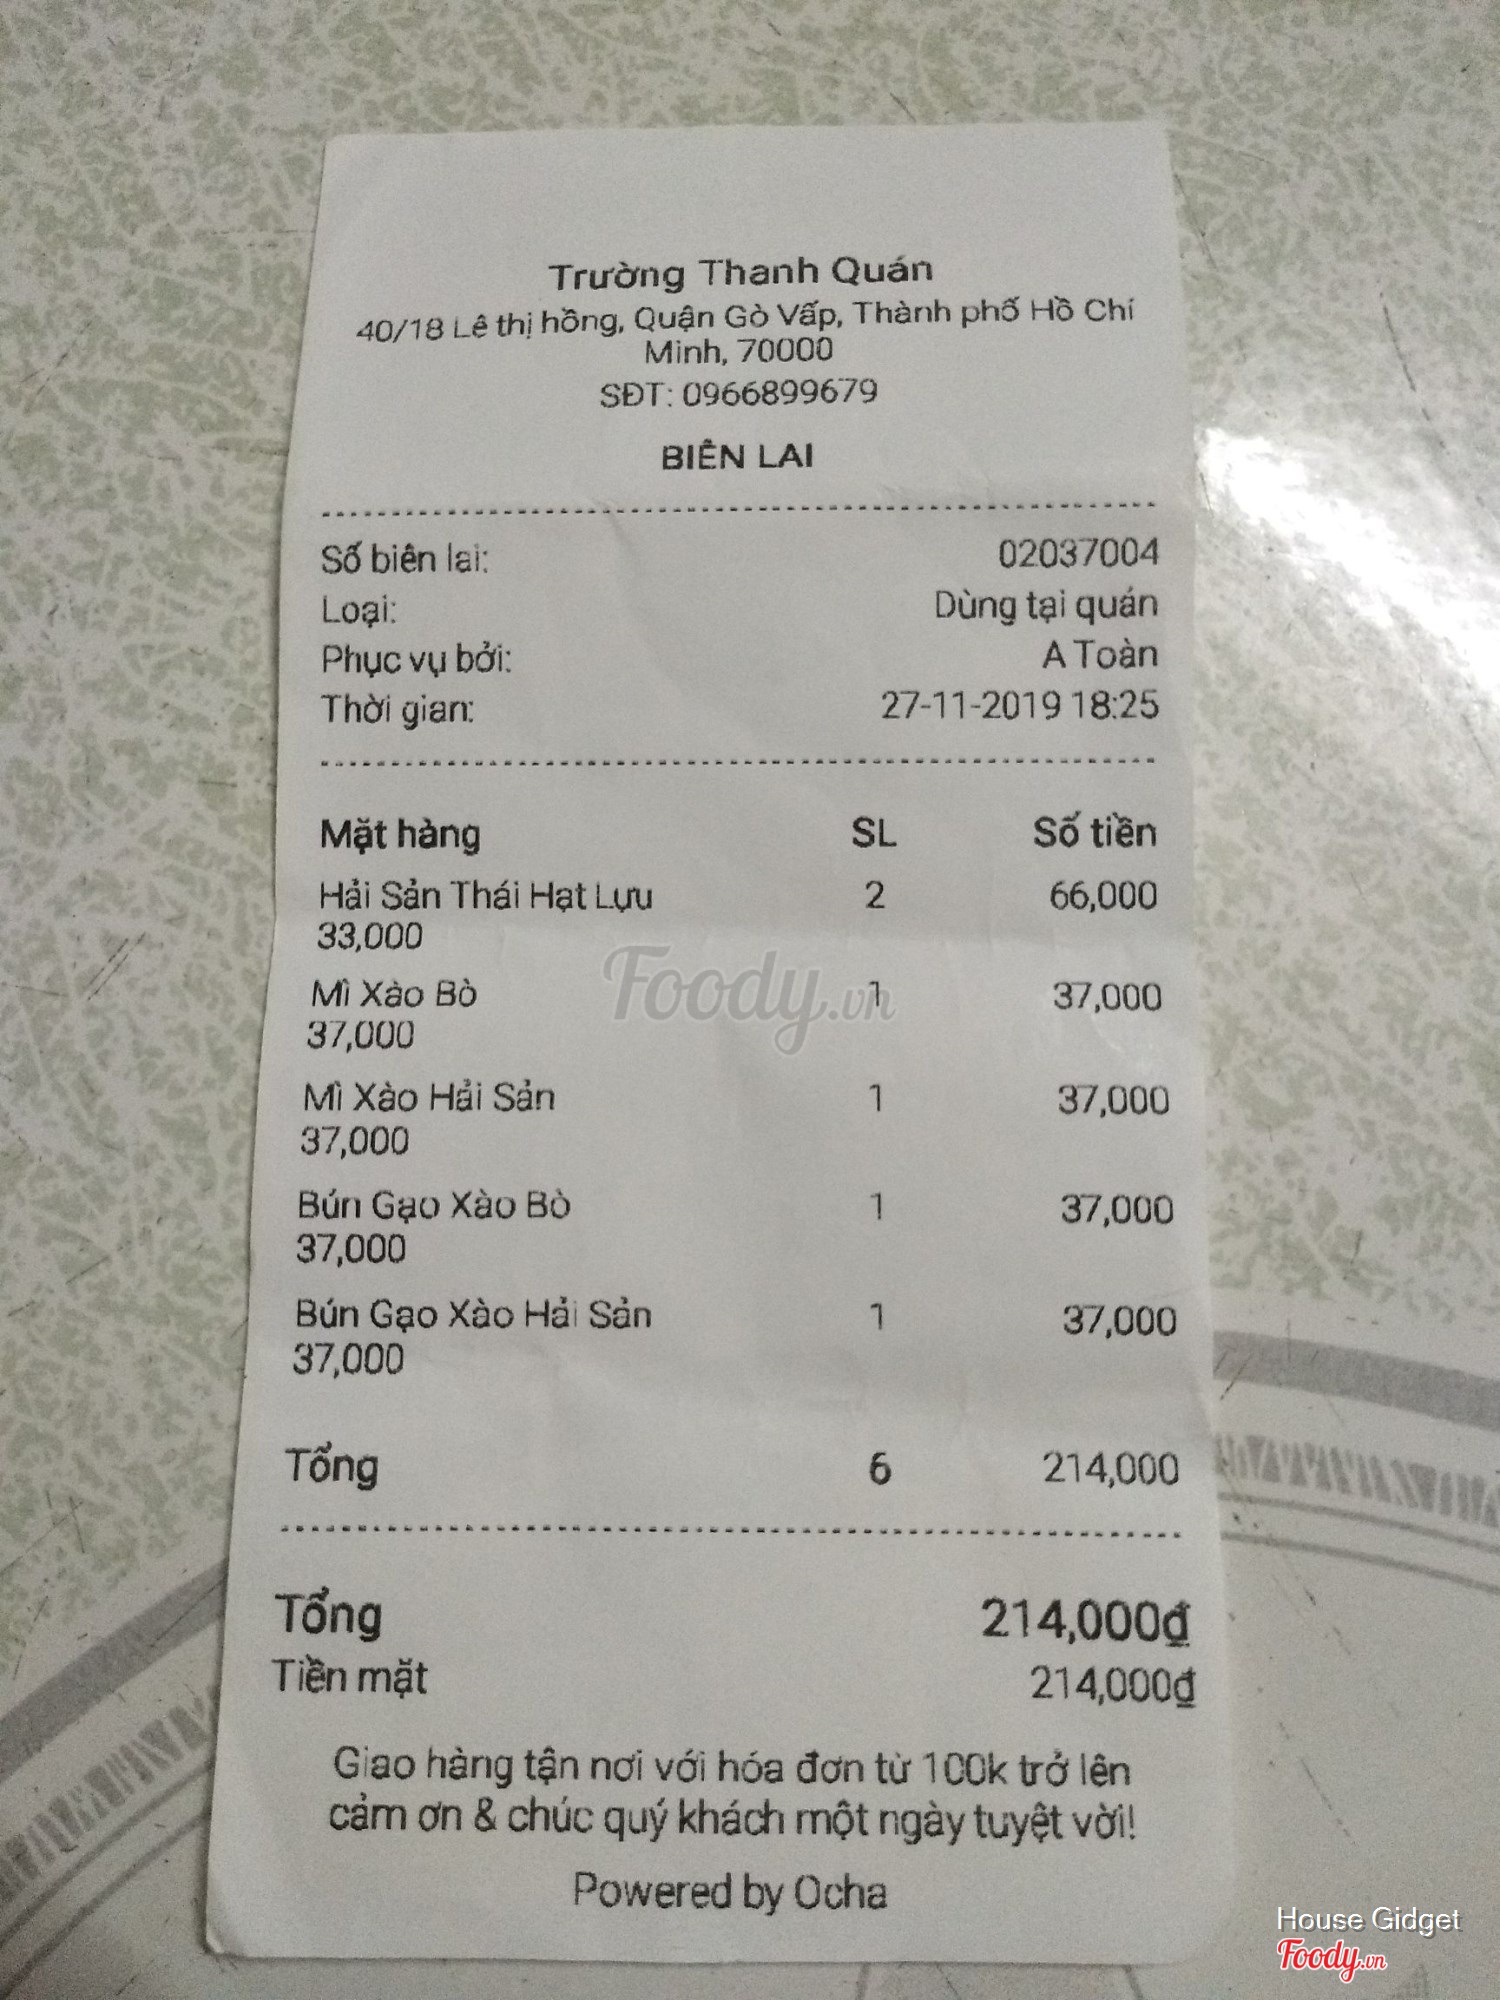 Trường Thanh Quán
40/18 Lê thị hồng, Quận Gò Vấp, Thành phố Hồ Chí
Minh, 70000
SĐT: 0966899679
BIÊN LAI
Số biên lai: 02037004
Loại: Dùng tại quán
Phục vụ bởi: A Toàn
Thời gian: 27-11-2019 18:25
Mặt hàng SL Số tiền
Hải Sản Thái Hạt Lựu 2 66,000
33,000
Foody.vn
Mì Xào Bò 1 37,000
37,000
Mì Xào Hải Sản 1 37,000
37,000
Bún Gạo Xào Bò 1 37,000
37,000
Bún Gạo Xào Hải Sản 1 37,000
37,000
Tổng 6 214,000
Tổng 214,000₫
Tiền mặt 214,000₫
Giao hàng tận nơi với hóa đơn từ 100k trở lên
cảm ơn & chúc quý khách một ngày tuyệt vời!
Powered by Ocha
House Gidget
Foody.vn